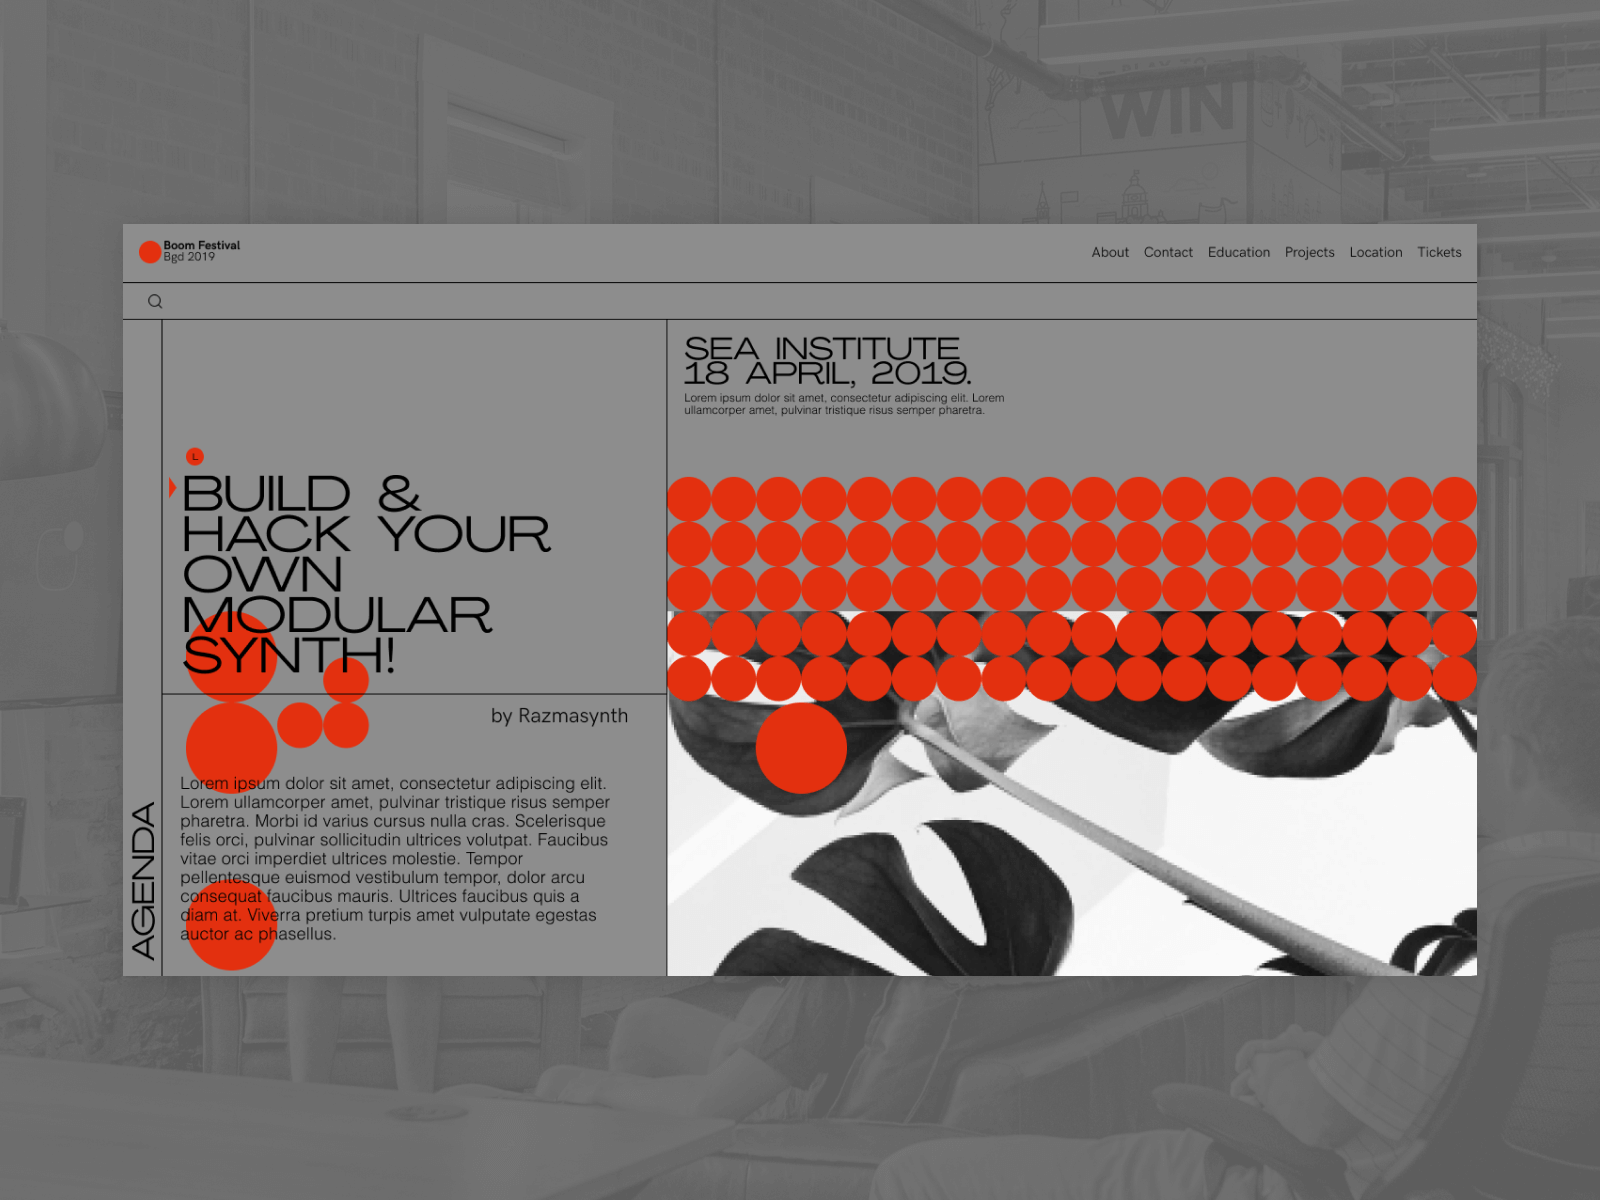 WIN
Boom Festival
Bgd 2019
About Contact Education Projects Location Tickets
SEA INSTITUTE
18 APRIL, 2019.
Lorem ipsum dolor sit amet, consectetur adipiscing elit. Lorem
ullamcorper amet, pulvinar tristique risus semper pharetra.
L
BUILD &
HACK YOUR
OWN
MODULAR
SYNTH!
by Razmasynth
Lorem ipsum dolor sit amet, consectetur adipiscing elit.
Lorem ullamcorper amet, pulvinar tristique risus semper
pharetra. Morbi id varius cursus nulla cras. Scelerisque
felis orci, pulvinar sollicitudin ultrices volutpat. Faucibus
vitae orci imperdiet ultrices molestie. Tempor
pellentesque euismod vestibulum tempor, dolor arcu
consequat faucibus mauris. Ultrices faucibus quis a
diam at. Viverra pretium turpis amet vulputate egestas
auctor ac phasellus.
AGENDA